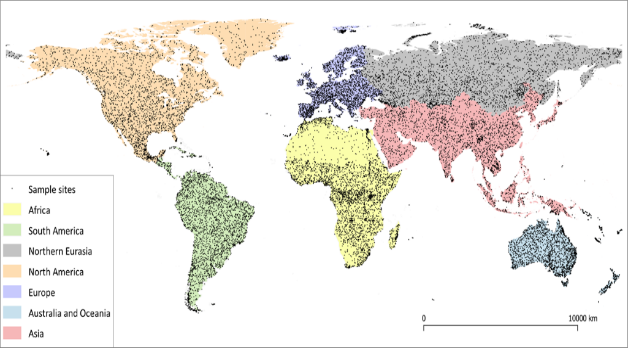 Sample sites
Africa
South America
Northern Eurasia
North America
Europe
Australia and Oceania
Asia
0 10000 km